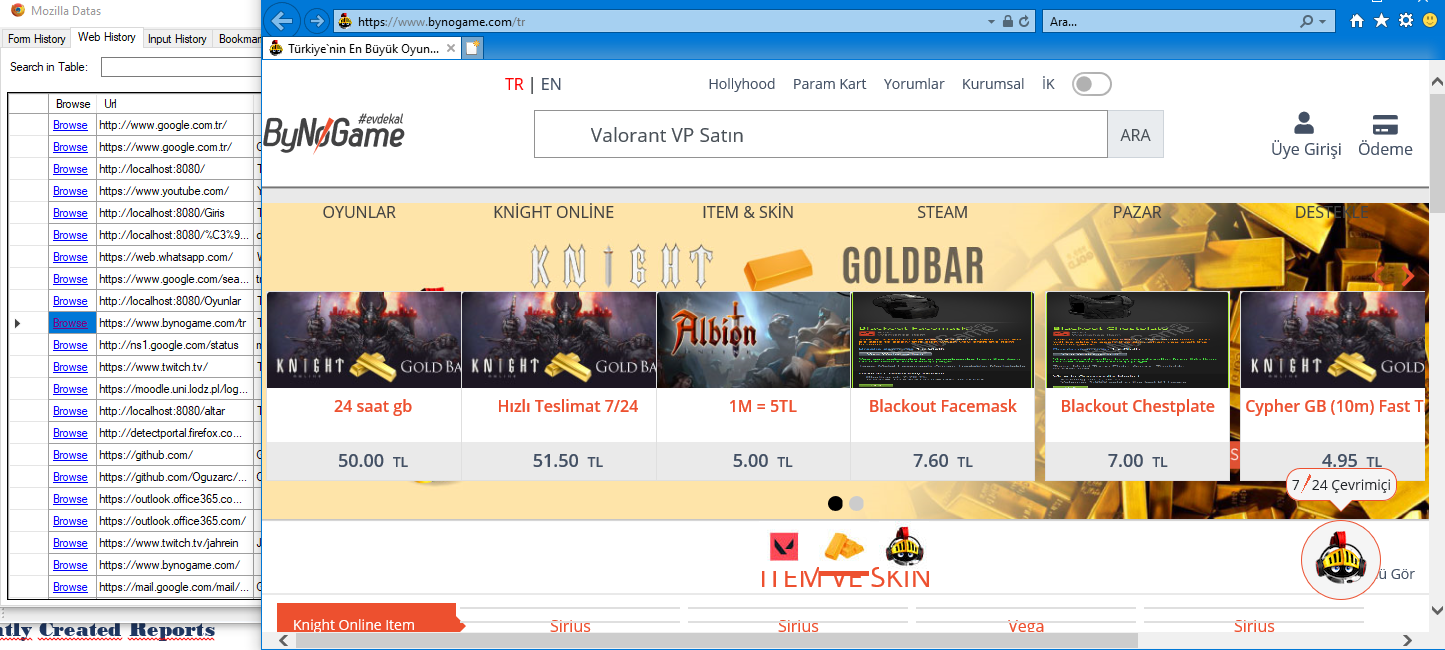 Mozilla Datas
Form History Web History Input History Bookmar
Search in Table:
Browse Url
Browse http://www.google.com.tr/
Browse https://www.google.com.tr/
Browse http://localhost:8080/
Browse https://www.youtube.com/
Browse http://localhost:8080/Giris
Browse http://localhost:8080/%C3%9...
Browse https://web.whatsapp.com/
Browse https://www.google.com/sea...
Browse http://localhost:8080/Oyunlar
Browse https://www.bynogame.com/tr
Browse http://ns1.google.com/status
Browse https://www.twitch.tv/
Browse https://moodle.uni.lodz.pl/log...
Browse http://localhost:8080/altar
Browse http://detectportal.firefox.co...
Browse https://github.com/
Browse https://github.com/Oguzarc/...
Browse https://outlook.office365.co...
Browse https://outlook.office365.com/
Browse https://www.twitch.tv/jahrein
Browse https://www.bynogame.com/
Browse https://mail.google.com/mail/...
ntly Created Reports
https://www.bynogame.com/tr
Ara...
Türkiye`nin En Büyük Oyun...
TR | EN
Hollyhood Param Kart Yorumlar Kurumsal İK
#evdekal
ByNoGame
Valorant VP Satın
ARA
Üye Girişi Ödeme
OYUNLAR KNİGHT ONLİNE ITEM & SKİN STEAM PAZAR DESTEKLE
KNIGHT GOLDBAR
KNIGHT ONLINE GOLD BA
KNIGHT ONLINE GOLD BA
Albion
Blackout Facemask
Blackout Chestplate
KNIGHT ONLINE GOLD
24 saat gb
Hızlı Teslimat 7/24
1M = 5TL
Blackout Facemask
Blackout Chestplate
Cypher GB (10m) Fast T
50.00 TL
51.50 TL
5.00 TL
7.60 TL
7.00 TL
S
4.95 TL
7/24 Çevrimiçi
ITEM VE SKIN
ü Gör
Knight Online Item
Sirius
Sirius
Vega
Sirius